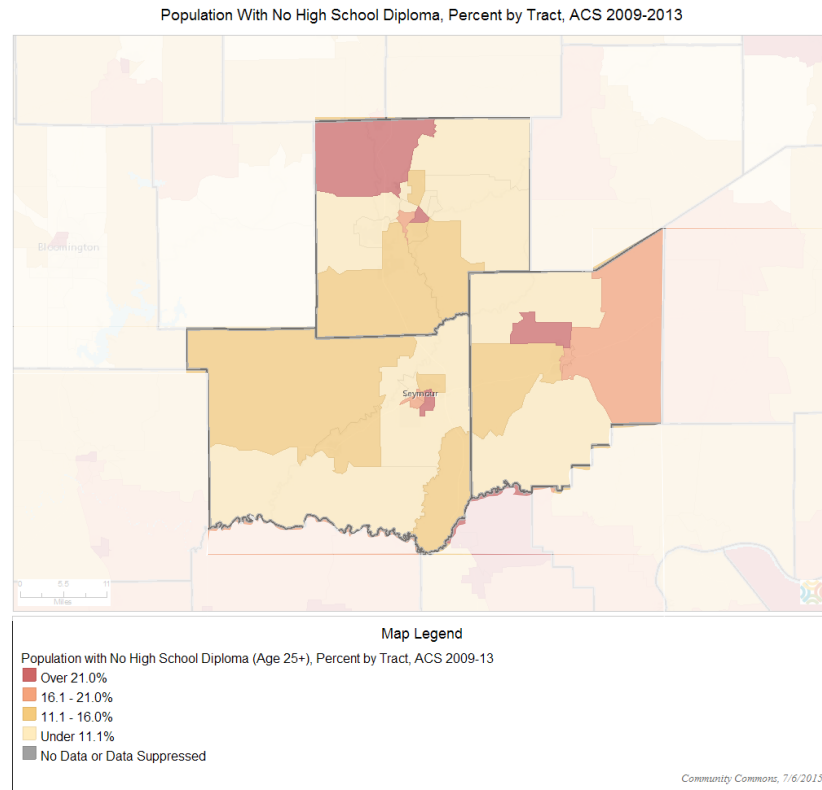 Population With No High School Diploma, Percent by Tract, ACS 2009-2013
Bloomington
Seymour
0 5.5 11
Miles
Map Legend
Population with No High School Diploma (Age 25+), Percent by Tract, ACS 2009-13
Over 21.0%
16.1 - 21.0%
11.1 - 16.0%
Under 11.1%
No Data or Data Suppressed
Community Commons, 7/6/2015